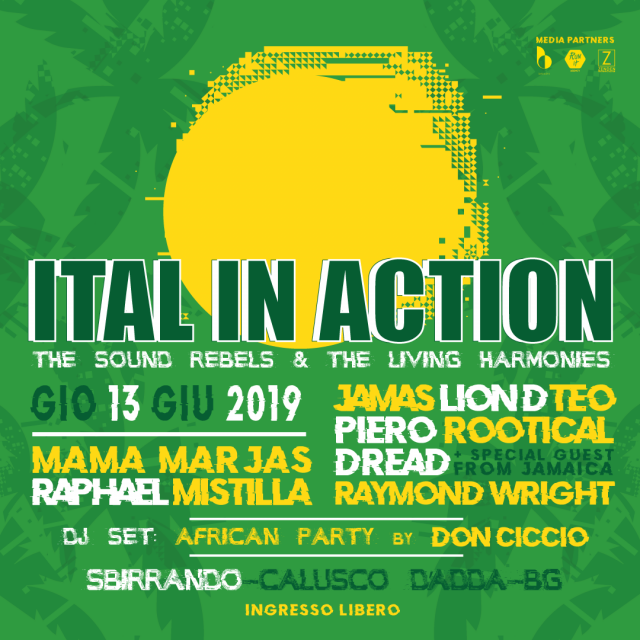 MEDIA PARTNERS
ITAL IN ACTION
THE SOUND REBELS & THE LIVING HARMONIES
GIO 13 GIU 2019
MAMA MARJAS
RAPHAEL MISTILLA
JAMAS LION D TEO
PIERO ROOTICAL
DREAD + SPECIAL GUEST
FROM JAMAICA
RAYMOND WRIGHT
DJ SET: AFRICAN PARTY BY DON CICCIO
SBIRRANDO-CALUSCO DADDA-BG
INGRESSO LIBERO